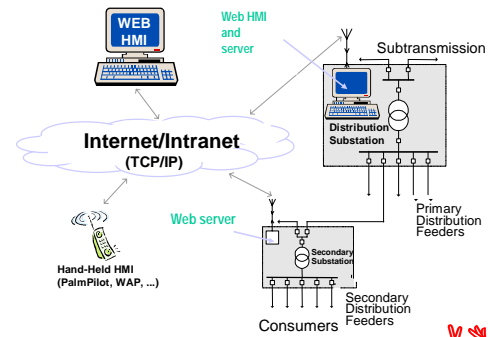 WEB
HMI
Web HMI
and
server
Subtransmission
Distribution
Substation
Internet/Intranet
(TCP/IP)
Primary
Distribution
Feeders
Web server
Secondary
Substation
Hand-Held HMI
(PalmPilot, WAP, ...)
Secondary
Distribution
Feeders
Consumers